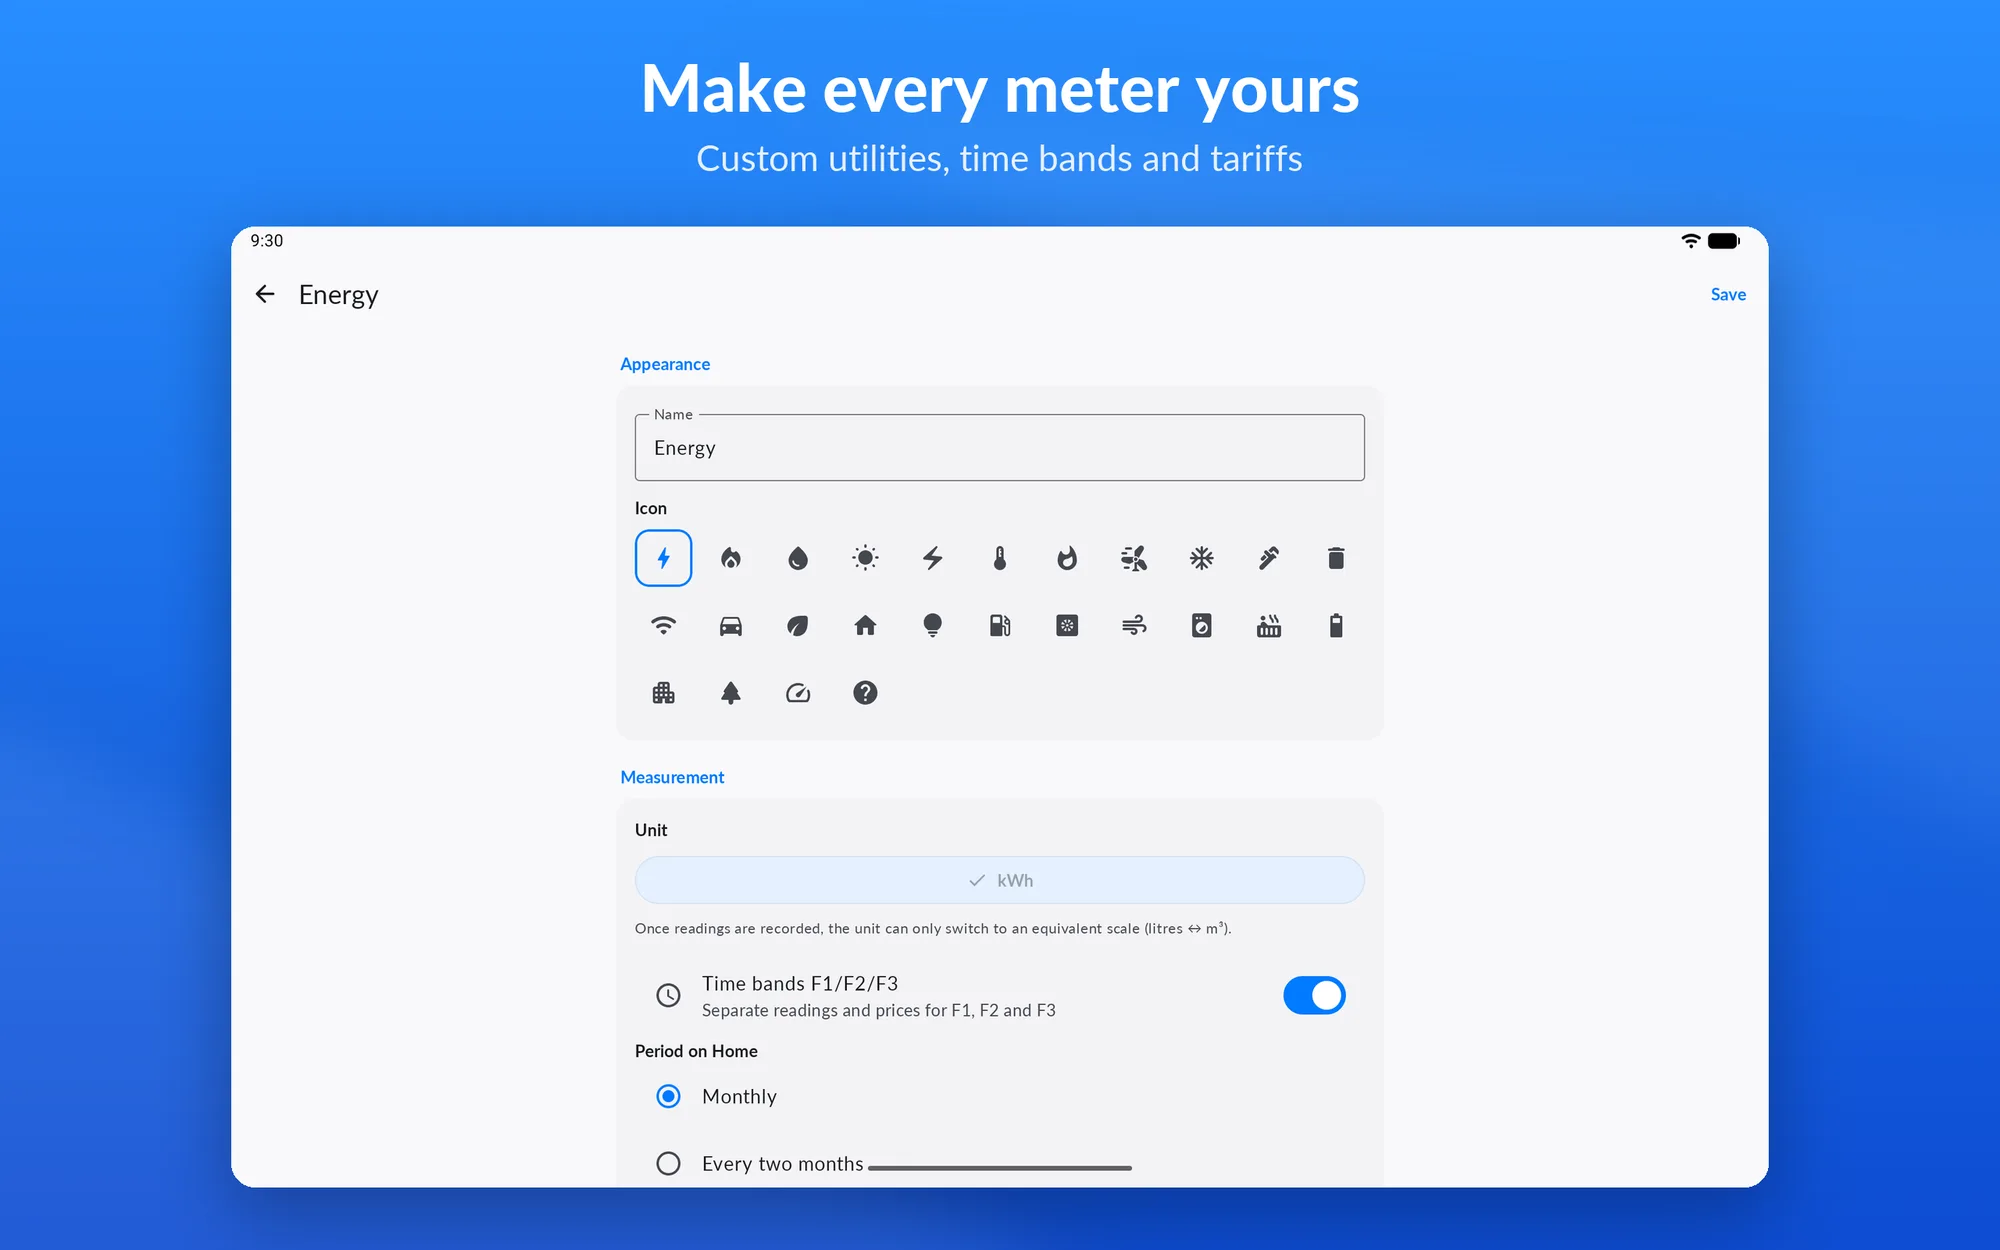 Make every meter yours
Custom utilities, time bands and tariffs
9:30
Energy
Save
Appearance
Name
Energy
Icon
Measurement
Unit
kWh
Once readings are recorded, the unit can only switch to an equivalent scale (litres ↔ m³).
Time bands F1/F2/F3
Separate readings and prices for F1, F2 and F3
Period on Home
Monthly
Every two months